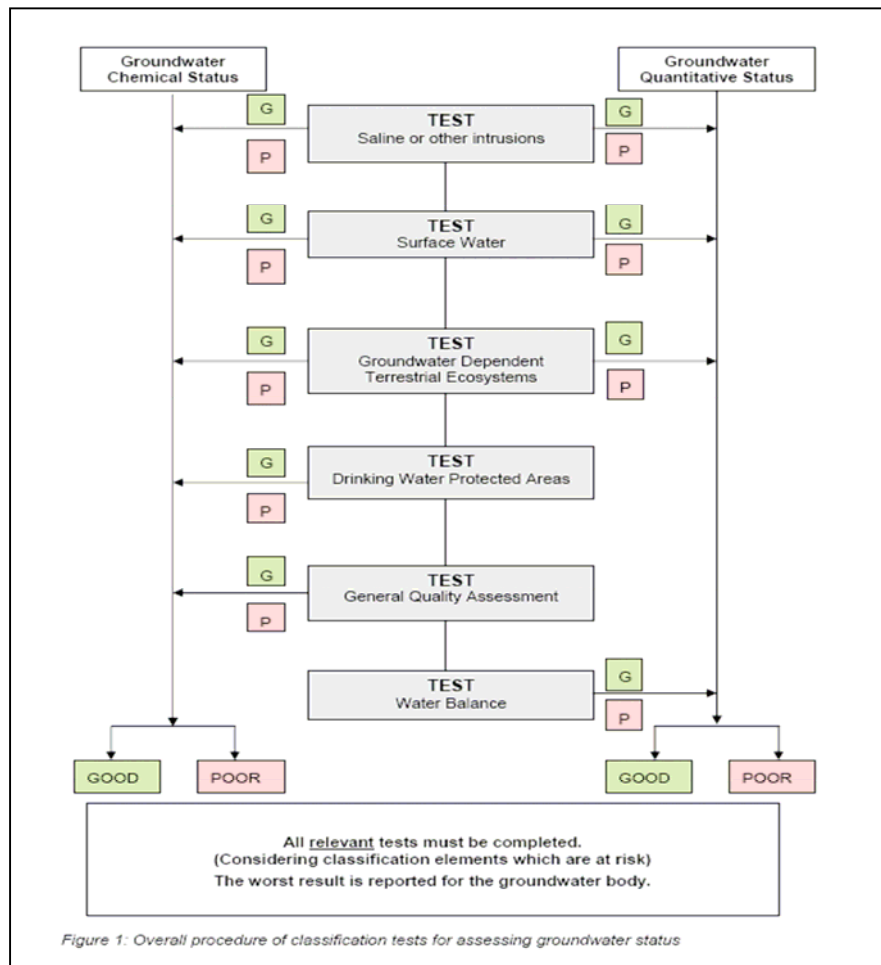 Groundwater
Chemical Status
Groundwater
Quantitative Status
G
P
TEST
Saline or other intrusions
G
P
G
P
TEST
Surface Water
G
P
G
P
TEST
Groundwater Dependent
Terrestrial Ecosystems
G
P
G
P
TEST
Drinking Water Protected Areas
G
P
TEST
General Quality Assessment
TEST
Water Balance
G
P
GOOD
POOR
GOOD
POOR
All relevant tests must be completed.
(Considering classification elements which are at risk)
The worst result is reported for the groundwater body.
Figure 1: Overall procedure of classification tests for assessing groundwater status